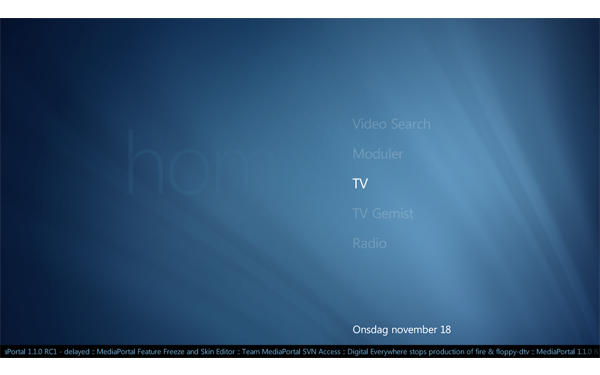 Video Search
Moduler
TV
hom
TV Gemist
Radio
Onsdag november 18
Portal 1.1.0 RC1 - delayed :: MediaPortal Feature Freeze and Skin Editor :: Team MediaPortal SVN Access :: Digital Everywhere stops production of fire & floppy-dtv :: MediaPortal 1.1.0